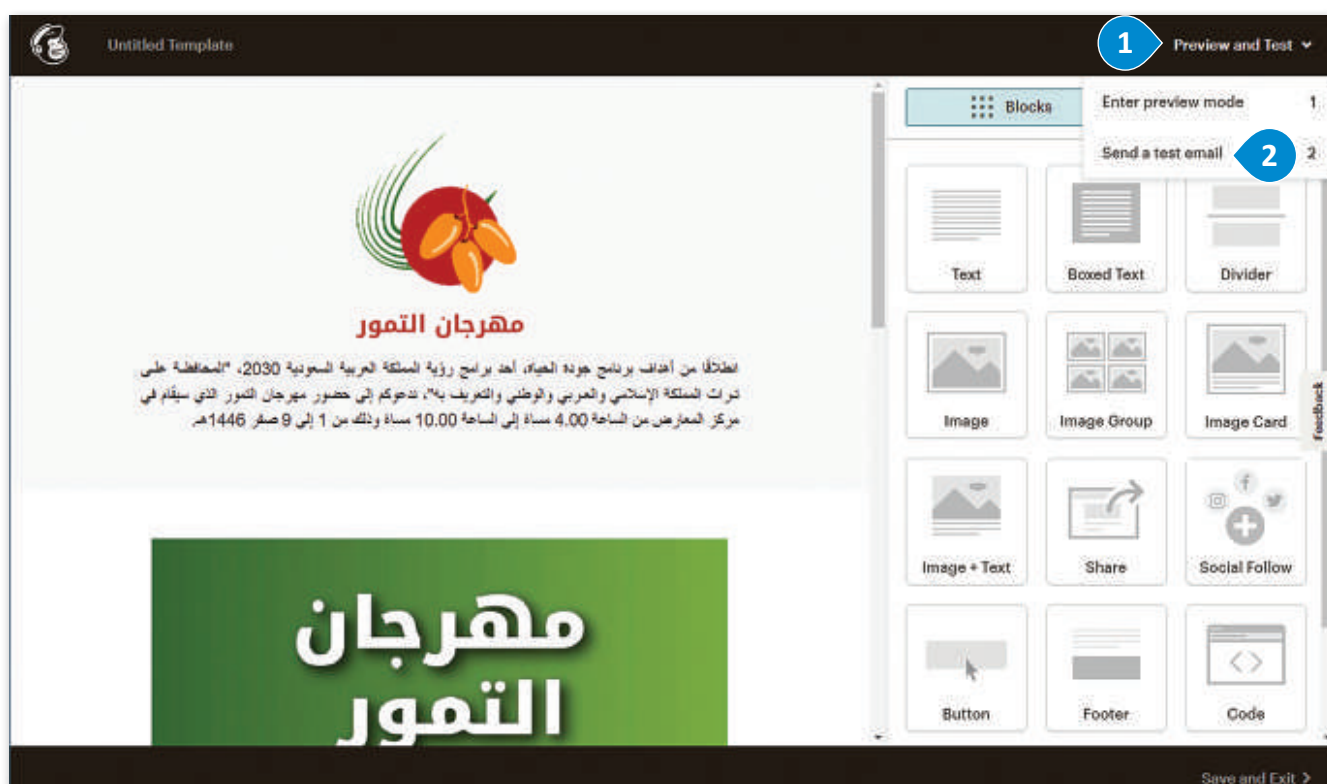 Untitled Template
1
Preview and Test
Blocks
Enter preview mode 1
Send a test email 2 2
Text
Boxed Text
Divider
مهرجان التمور
انطلاقًا من أهداف برنامج جودة الحياة، أحد برامج رؤية المملكة العربية السعودية 2030، "المحافظة على
تراث المملكة الإسلامي والعربي والوطني والتعريف به"، ندعوكم إلى حضور مهرجان التمور الذي سيقام في
مركز المعارض من الساعة 4.00 مساءً إلى الساعة 10.00 مساءً وذلك من 1 إلى 9 صفر 1446هـ.
Image
Image Group
Image Card
Feedback
Image + Text
Share
Social Follow
مهرجان
التمور
Button
Footer
Code
Save and Exit >